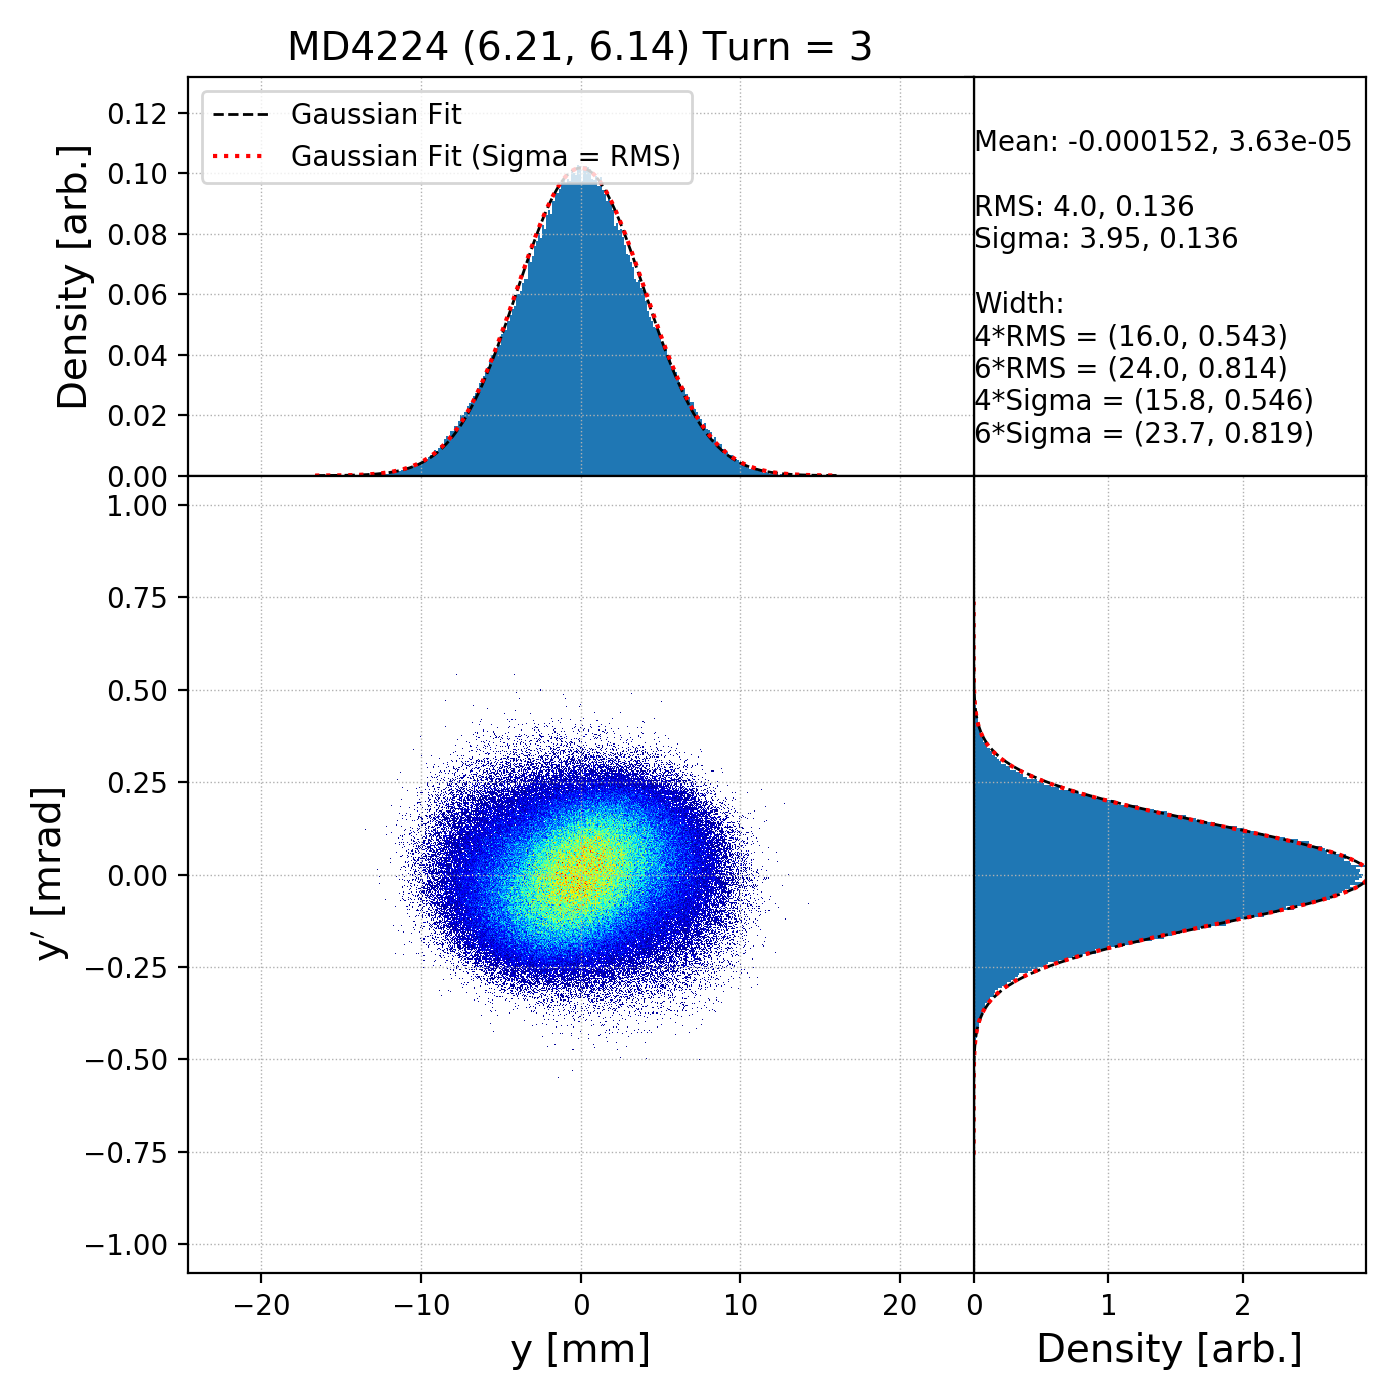 MD4224 (6.21, 6.14) Turn = 3
Gaussian Fit
Gaussian Fit (Sigma = RMS)
Density [arb.]
0.12
0.10
0.08
0.06
0.04
0.02
0.00
Mean: -0.000152, 3.63e-05
RMS: 4.0, 0.136
Sigma: 3.95, 0.136
Width:
4*RMS = (16.0, 0.543)
6*RMS = (24.0, 0.814)
4*Sigma = (15.8, 0.546)
6*Sigma = (23.7, 0.819)
y′ [mrad]
1.00
0.75
0.50
0.25
0.00
−0.25
−0.50
−0.75
−1.00
−20 −10 0 10 20
y [mm]
0 1 2
Density [arb.]